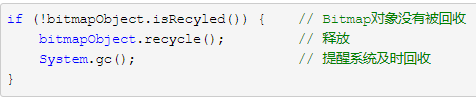 if (!bitmapObject.isRecyled()) {    // Bitmap对象没有被回收
    bitmapObject.recycle();         // 释放
    System.gc();                    // 提醒系统及时回收
}